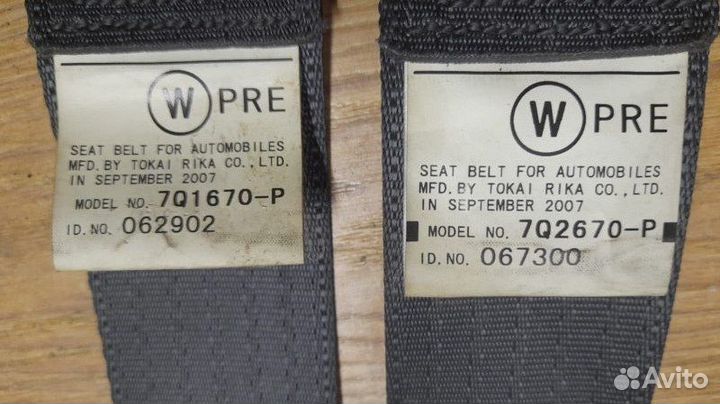 W PRE
SEAT BELT FOR AUTOMOBILES
MFD. BY TOKAI RIKA CO., LTD.
IN SEPTEMBER 2007
MODEL NO. 7Q1670-P
ID. NO. 062902
W PRE
SEAT BELT FOR AUTOMOBILES
MFD. BY TOKAI RIKA CO., LTD.
IN SEPTEMBER 2007
MODEL NO. 7Q2670-P
ID. NO. 067300
Avito